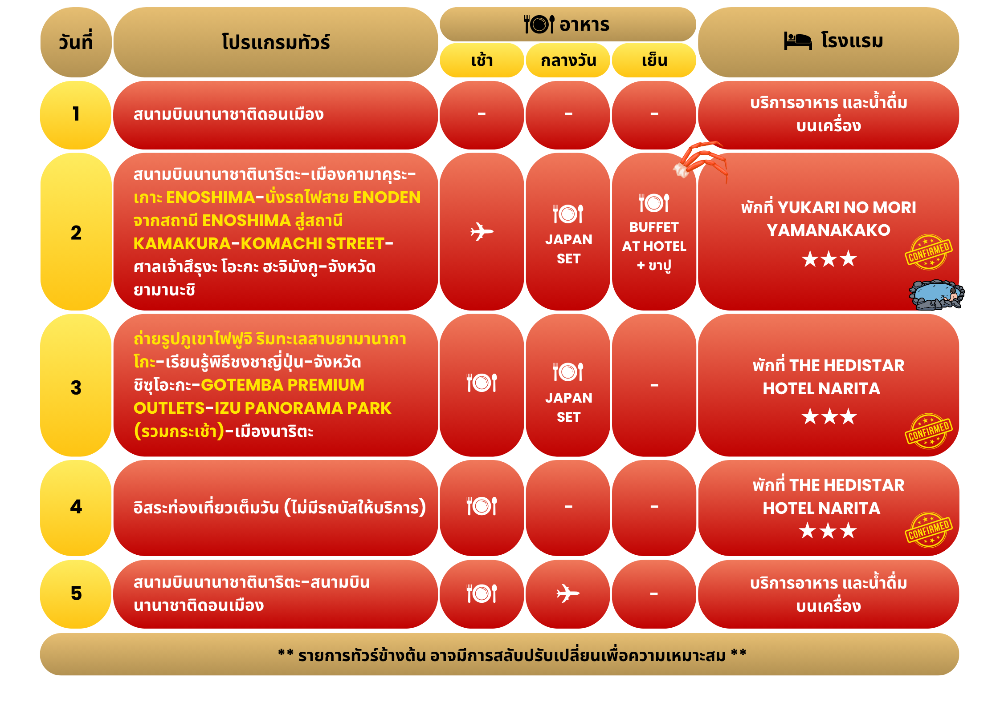 วันที่
โปรแกรมทัวร์
อาหาร
เช้า
กลางวัน
เย็น
โรงแรม
1
สนามบินนานาชาติดอนเมือง
-
-
-
บริการอาหาร และน้ำดื่ม
บนเครื่อง
2
สนามบินนานาชาตินาริตะ-เมืองคามาคุระ-
เกาะ ENOSHIMA-นั่งรถไฟสาย ENODEN
จากสถานี ENOSHIMA สู่สถานี
KAMAKURA-KOMACHI STREET-
ศาลเจ้าสึรุงะ โอะกะ ฮะจิมังกู-จังหวัด
ยามานะชิ
JAPAN
SET
BUFFET
AT HOTEL
+ ขาปู
พักที่ YUKARI NO MORI
YAMANAKAKO
CONFIRMED
3
ถ่ายรูปภูเขาไฟฟูจิ ริมทะเลสาบยามานากา
โกะ-เรียนรู้พิธีชงชาญี่ปุ่น-จังหวัด
ชิซุโอะกะ-GOTEMBA PREMIUM
OUTLETS-IZU PANORAMA PARK
(รวมกระเช้า)-เมืองนาริตะ
JAPAN
SET
-
พักที่ THE HEDISTAR
HOTEL NARITA
CONFIRMED
4
อิสระท่องเที่ยวเต็มวัน (ไม่มีรถบัสให้บริการ)
-
-
พักที่ THE HEDISTAR
HOTEL NARITA
CONFIRMED
5
สนามบินนานาชาตินาริตะ-สนามบิน
นานาชาติดอนเมือง
-
บริการอาหาร และน้ำดื่ม
บนเครื่อง
** รายการทัวร์ข้างต้น อาจมีการสลับปรับเปลี่ยนเพื่อความเหมาะสม **